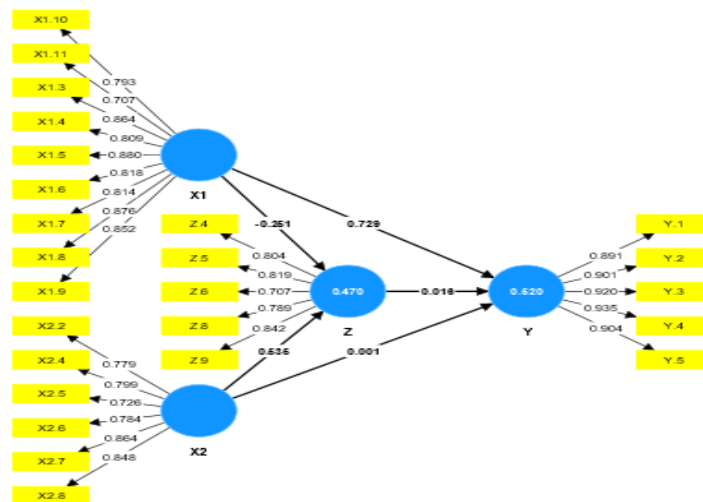 X1.10
X1.11
X1.3
X1.4
X1.5
X1.6
X1.7
X1.8
X1.9
0.793
0.707
0.864
0.809
0.880
0.818
0.814
0.876
0.852
X1
-0.251
0.729
Z.4
Z.5
Z.6
Z.8
Z.9
0.804
0.819
0.707
0.789
0.842
0.470
Z
0.016
0.520
Y
0.891
0.901
0.920
0.935
0.904
Y.1
Y.2
Y.3
Y.4
Y.5
X2.2
X2.4
X2.5
X2.6
X2.7
X2.8
0.779
0.799
0.726
0.784
0.864
0.848
X2
0.535
0.001